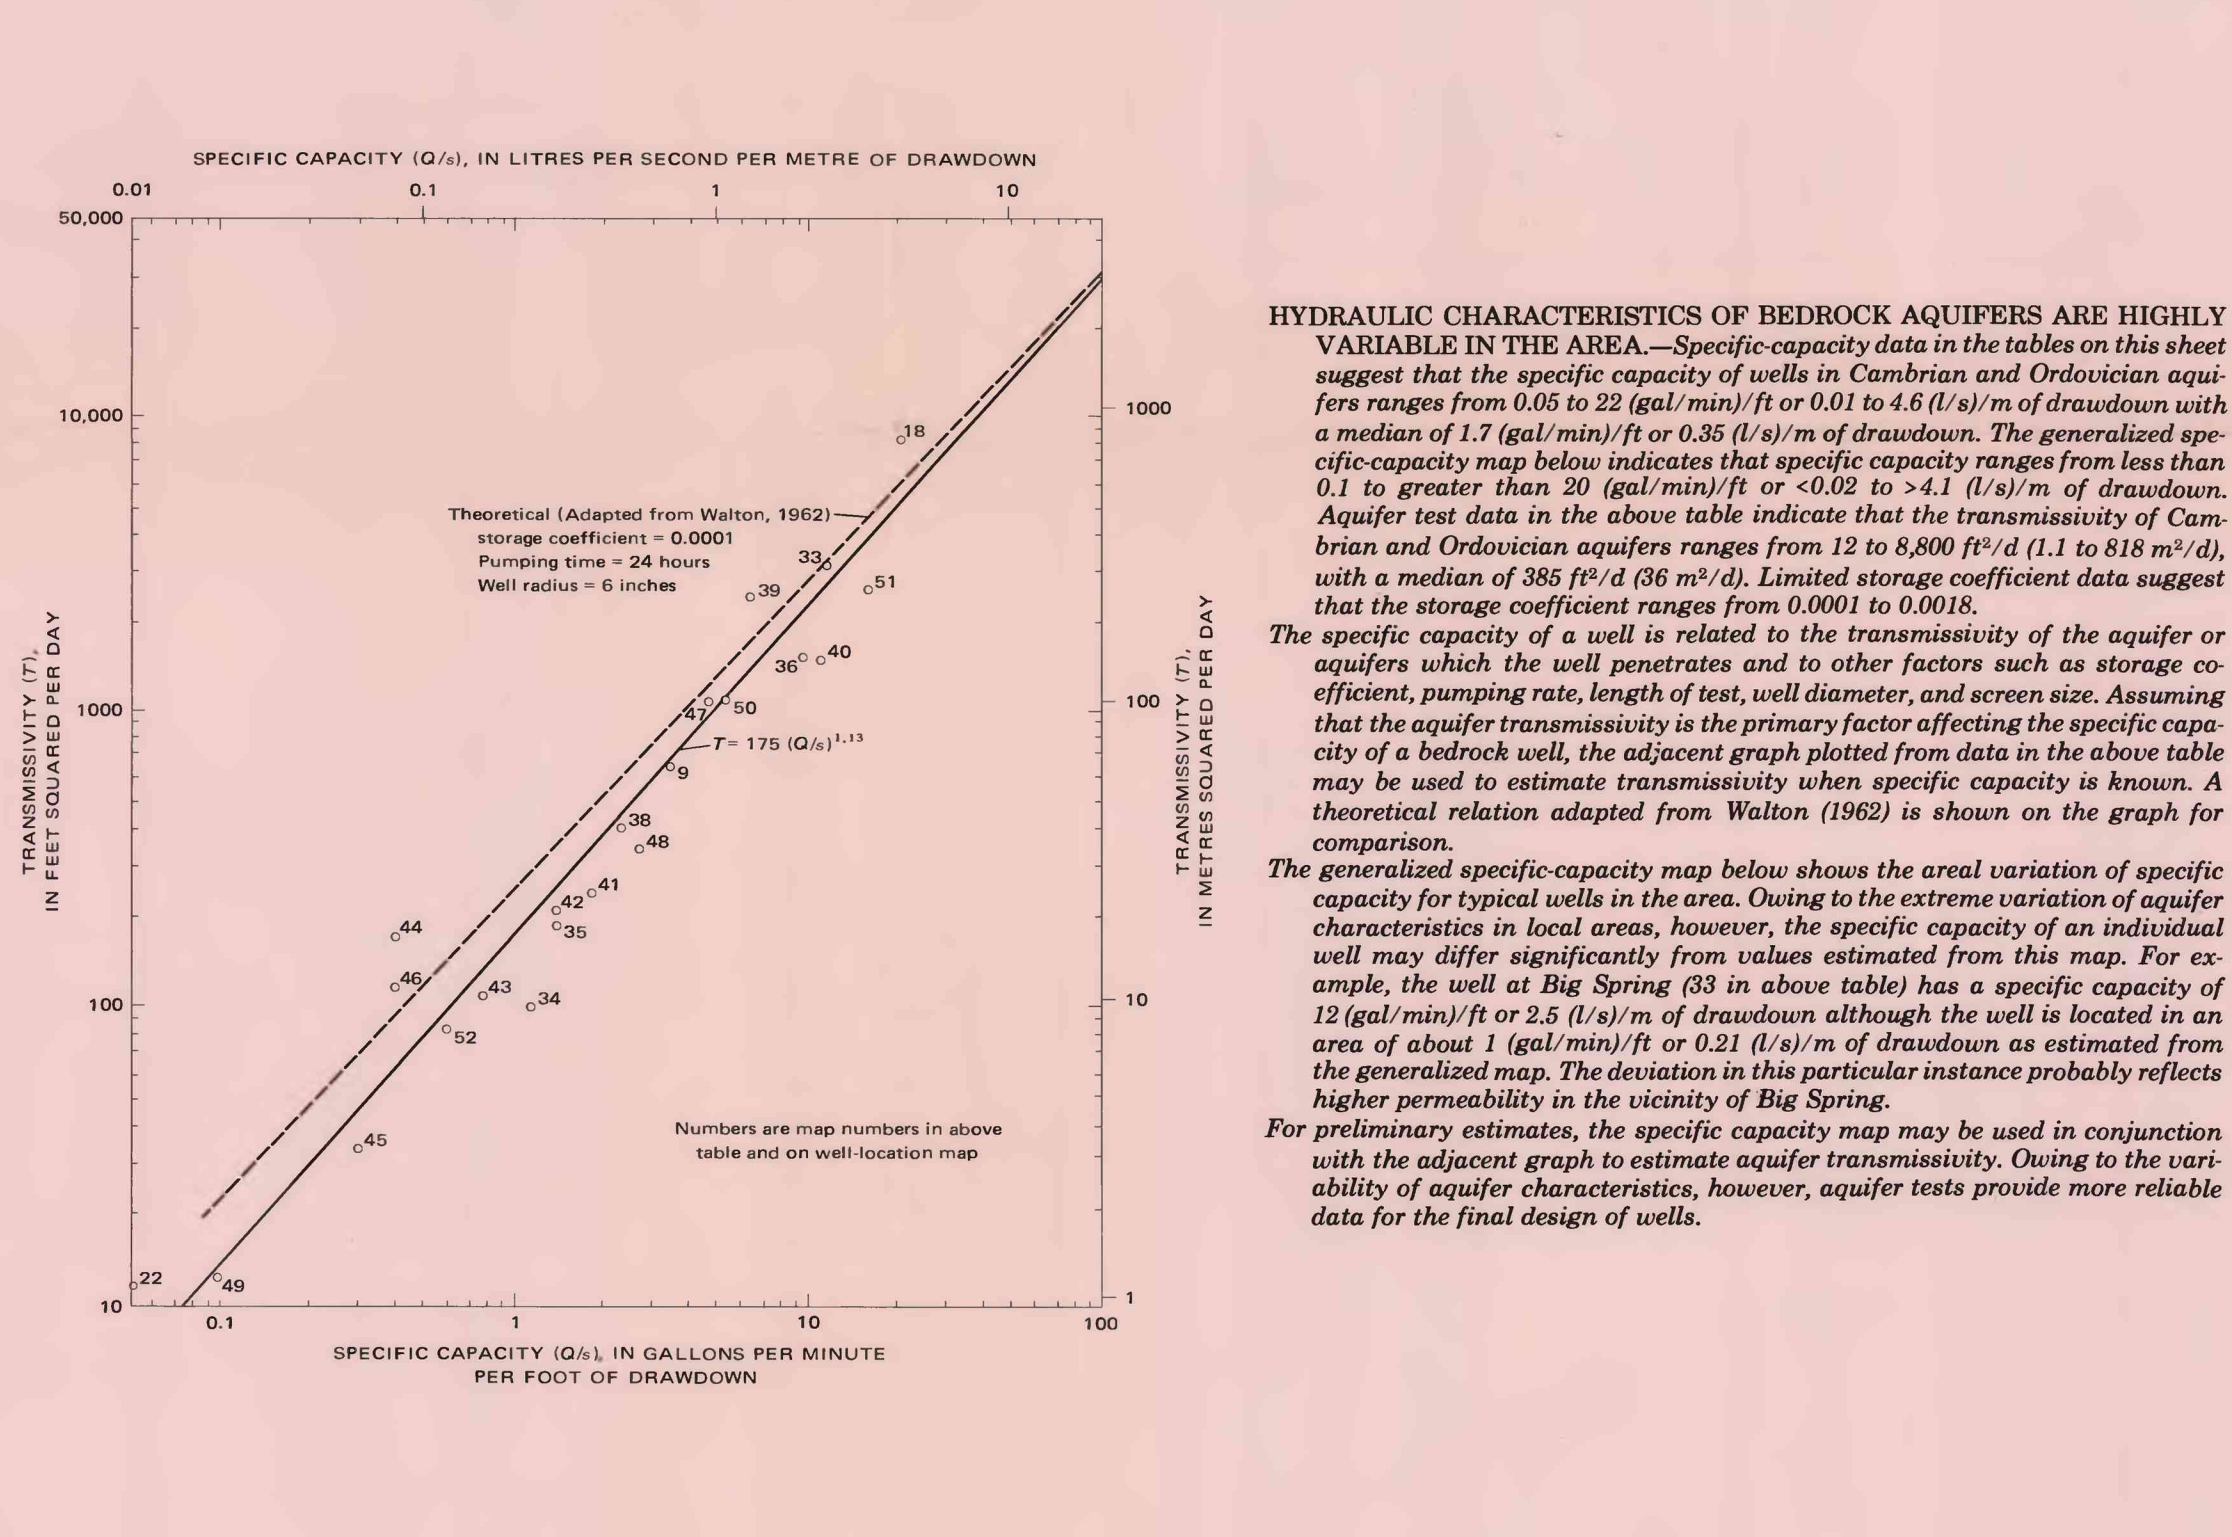 SPECIFIC CAPACITY (Q/s), IN LITRES PER SECOND PER METRE OF DRAWDOWN
0.01 0.1 1 10
50,000
10,000
1000
100
10
TRANSMISSIVITY (T),
IN FEET SQUARED PER DAY
1000
100
10
1
TRANSMISSIVITY (T),
IN METRES SQUARED PER DAY
18
Theoretical (Adapted from Walton, 1962)
storage coefficient = 0.0001
Pumping time = 24 hours
Well radius = 6 inches
33
51
39
40
36
47
50
T = 175 (Q/s)1.13
9
38
48
41
42
35
44
46
43
34
52
45
22
49
Numbers are map numbers in above
table and on well-location map
0.1 1 10 100
SPECIFIC CAPACITY (Q/s), IN GALLONS PER MINUTE
PER FOOT OF DRAWDOWN
HYDRAULIC CHARACTERISTICS OF BEDROCK AQUIFERS ARE HIGHLY
VARIABLE IN THE AREA.—Specific-capacity data in the tables on this sheet
suggest that the specific capacity of wells in Cambrian and Ordovician aqui-
fers ranges from 0.05 to 22 (gal/min)/ft or 0.01 to 4.6 (l/s)/m of drawdown with
a median of 1.7 (gal/min)/ft or 0.35 (l/s)/m of drawdown. The generalized spe-
cific-capacity map below indicates that specific capacity ranges from less than
0.1 to greater than 20 (gal/min)/ft or <0.02 to >4.1 (l/s)/m of drawdown.
Aquifer test data in the above table indicate that the transmissivity of Cam-
brian and Ordovician aquifers ranges from 12 to 8,800 ft²/d (1.1 to 818 m²/d),
with a median of 385 ft²/d (36 m²/d). Limited storage coefficient data suggest
that the storage coefficient ranges from 0.0001 to 0.0018.
The specific capacity of a well is related to the transmissivity of the aquifer or
aquifers which the well penetrates and to other factors such as storage co-
efficient, pumping rate, length of test, well diameter, and screen size. Assuming
that the aquifer transmissivity is the primary factor affecting the specific capa-
city of a bedrock well, the adjacent graph plotted from data in the above table
may be used to estimate transmissivity when specific capacity is known. A
theoretical relation adapted from Walton (1962) is shown on the graph for
comparison.
The generalized specific-capacity map below shows the areal variation of specific
capacity for typical wells in the area. Owing to the extreme variation of aquifer
characteristics in local areas, however, the specific capacity of an individual
well may differ significantly from values estimated from this map. For ex-
ample, the well at Big Spring (33 in above table) has a specific capacity of
12 (gal/min)/ft or 2.5 (l/s)/m of drawdown although the well is located in an
area of about 1 (gal/min)/ft or 0.21 (l/s)/m of drawdown as estimated from
the generalized map. The deviation in this particular instance probably reflects
higher permeability in the vicinity of Big Spring.
For preliminary estimates, the specific capacity map may be used in conjunction
with the adjacent graph to estimate aquifer transmissivity. Owing to the vari-
ability of aquifer characteristics, however, aquifer tests provide more reliable
data for the final design of wells.